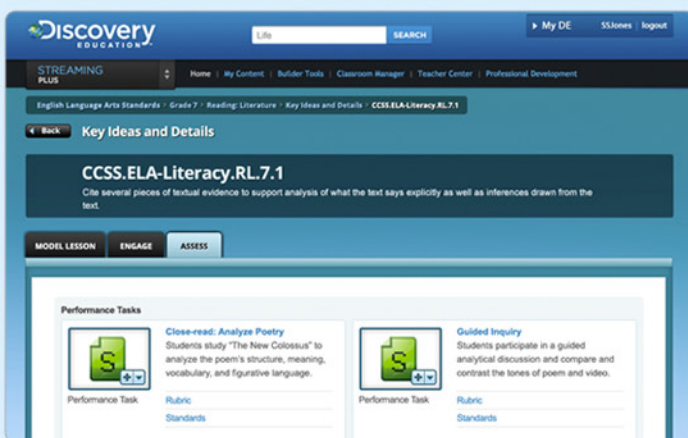 Discovery
EDUCATION
Life
SEARCH
My DE
SSJones | logout
STREAMING
PLUS
Home | My Content | Builder Tools | Classroom Manager | Teacher Center | Professional Development
English Language Arts Standards > Grade 7 > Reading: Literature > Key Ideas and Details > CCSS.ELA-Literacy.RL.7.1
Back
Key Ideas and Details
CCSS.ELA-Literacy.RL.7.1
Cite several pieces of textual evidence to support analysis of what the text says explicitly as well as inferences drawn from the
text.
MODEL LESSON
ENGAGE
ASSESS
Performance Tasks
S
Performance Task
Close-read: Analyze Poetry
Students study "The New Colossus" to
analyze the poem's structure, meaning,
vocabulary, and figurative language.
Rubric
Standards
S
Performance Task
Guided Inquiry
Students participate in a guided
analytical discussion and compare and
contrast the tones of poem and video.
Rubric
Standards